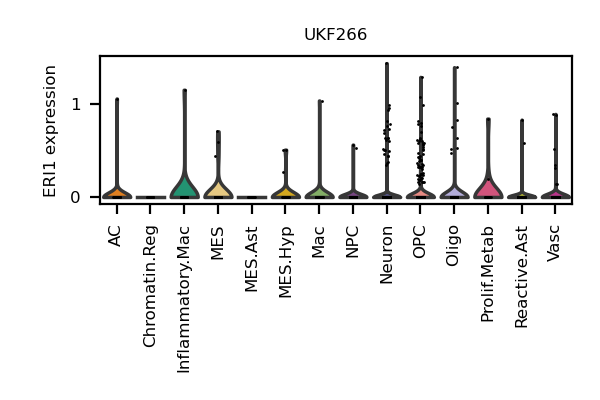 UKF266
ERI1 expression
1
0
AC
Chromatin.Reg
Inflammatory.Mac
MES
MES.Ast
MES.Hyp
Mac
NPC
Neuron
OPC
Oligo
Prolif.Metab
Reactive.Ast
Vasc